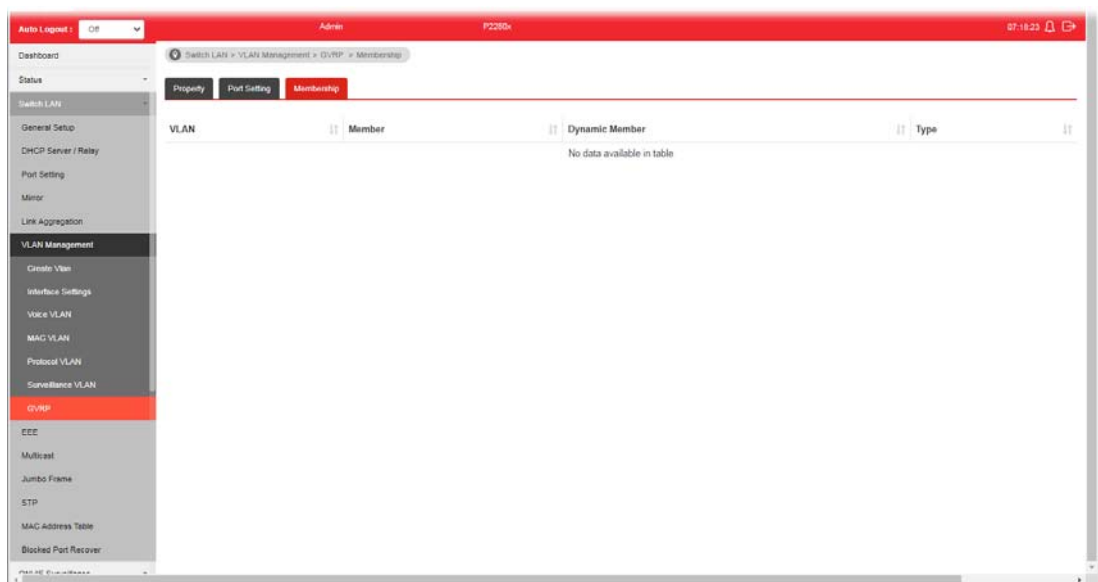 Auto Logout : Off Admin P2280x 07:18:23
Dashboard
Switch LAN > VLAN Management > GVRP > Membership
Status
Property Port Setting Membership
Switch LAN
General Setup
VLAN Member Dynamic Member Type
DHCP Server / Relay
No data available in table
Port Setting
Mirror
Link Aggregation
VLAN Management
Create Vlan
Interface Settings
Voice VLAN
MAC VLAN
Protocol VLAN
Surveillance VLAN
GVRP
EEE
Multicast
Jumbo Frame
STP
MAC Address Table
Blocked Port Recover
ONVIF Surveillance